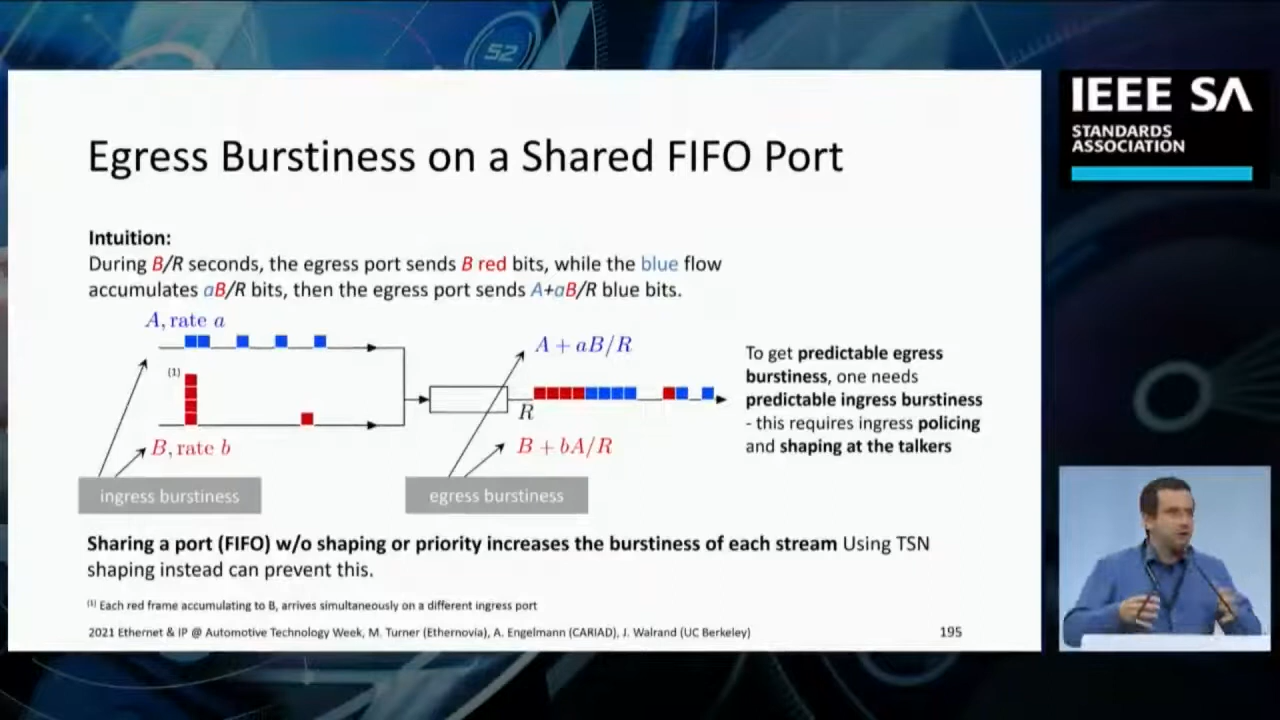 52
IEEE SA
STANDARDS
ASSOCIATION
Egress Burstiness on a Shared FIFO Port
Intuition:
During B/R seconds, the egress port sends B red bits, while the blue flow
accumulates aB/R bits, then the egress port sends A+aB/R blue bits.
A, rate a
(1)
B, rate b
ingress burstiness
A + aB/R
R
B + bA/R
egress burstiness
To get predictable egress
burstiness, one needs
predictable ingress burstiness
- this requires ingress policing
and shaping at the talkers
Sharing a port (FIFO) w/o shaping or priority increases the burstiness of each stream Using TSN
shaping instead can prevent this.
(1) Each red frame accumulating to B, arrives simultaneously on a different ingress port
2021 Ethernet & IP @ Automotive Technology Week, M. Turner (Ethernovia), A. Engelmann (CARIAD), J. Walrand (UC Berkeley)
195